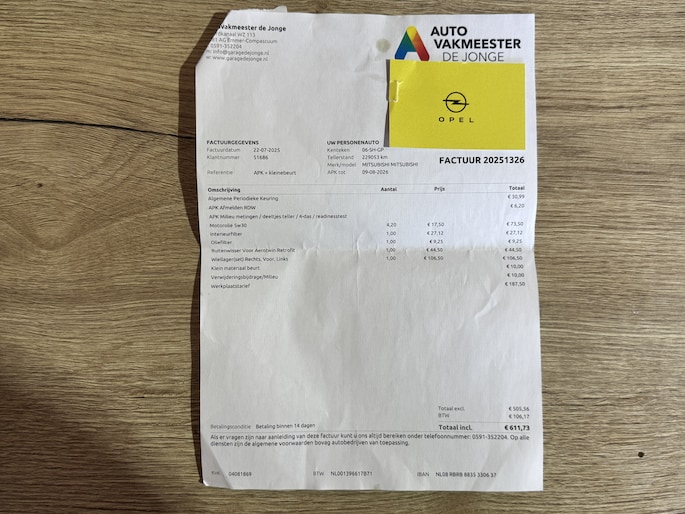 Vakmeester de Jonge
AUTO
VAKMEESTER
DE JONGE
WZ 113
AG Emmer-Compascuum
0591-352204
info@garagedejonge.nl
www.garagedejonge.nl
OPEL
FACTUURGEGEVENS
Factuurdatum 22-07-2025
Klantnummer 51686
Referentie: APK + kleinebeurt
UW PERSONENAUTO
Kenteken 06-SH-GP
Tellerstand 229053 km
Merk/model MITSUBISHI MITSUBISHI
APK tot 09-08-2026
FACTUUR 20251326
Omschrijving Aantal Prijs Totaal
Algemene Periodieke Keuring € 30,99
APK Afmelden RDW € 6,20
APK Milieu metingen / deeltjes teller / 4-das / readinesstest
Motorolie 5w30 4,20 € 17,50 € 73,50
Interieurfilter 1,00 € 27,12 € 27,12
Oliefilter 1,00 € 9,25 € 9,25
Ruitenwisser Voor Aerotwin Retrofit 1,00 € 44,50 € 44,50
Wiellager(set) Rechts, Voor, Links 1,00 € 106,50 € 106,50
Klein materiaal beurt € 10,00
Verwijderingsbijdrage/Milieu € 10,00
Werkplaatstarief € 187,50
Totaal excl. € 505,56
BTW € 106,17
Betalingsconditie Betaling binnen 14 dagen Totaal incl. € 611,73
Als er vragen zijn naar aanleiding van deze factuur kunt u ons altijd bereiken onder telefoonnummer: 0591-352204. Op alle
diensten zijn de algemene voorwaarden bovag autobedrijven van toepassing.
KvK 04081869 BTW NL001296617B71 IBAN NL08 RBRB 8835 3306 37